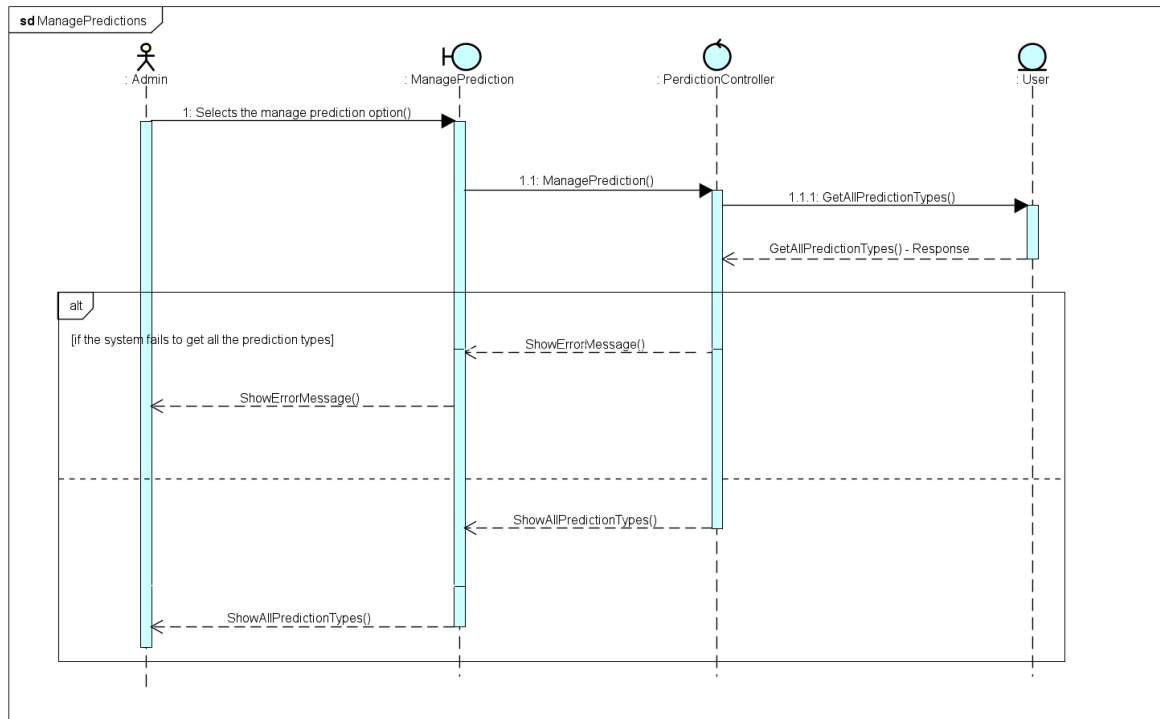 sd ManagePredictions
: Admin
: ManagePrediction
: PerdictionController
: User
1: Selects the manage prediction option()
1.1: ManagePrediction()
1.1.1: GetAllPredictionTypes()
GetAllPredictionTypes() - Response
alt
[if the system fails to get all the prediction types]
ShowErrorMessage()
ShowErrorMessage()
ShowAllPredictionTypes()
ShowAllPredictionTypes()